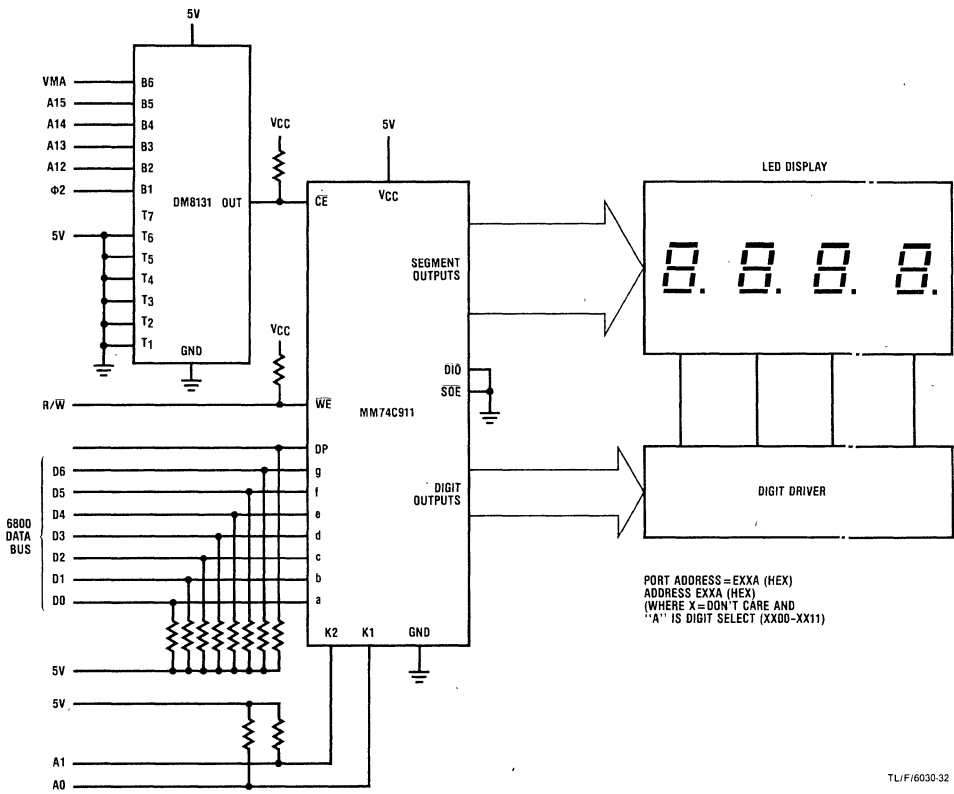 5V
VMA
A15
A14
A13
A12
Φ2
5V
B6
B5
B4
B3
B2
B1
T7
T6
T5
T4
T3
T2
T1
DM8131 OUT
GND
VCC
5V
VCC
CE
SEGMENT
OUTPUTS
LED DISPLAY
8. 8. 8. 8.
VCC
R/W
WE
DIO
SOE
MM74C911
DP
g
f
e
d
c
b
a
6800
DATA
BUS
D6
D5
D4
D3
D2
D1
D0
DIGIT
OUTPUTS
DIGIT DRIVER
K2 K1 GND
5V
5V
A1
A0
PORT ADDRESS=EXXA (HEX)
ADDRESS EXXA (HEX)
(WHERE X=DON'T CARE AND
"A" IS DIGIT SELECT (XX00-XX11)
TL/F/6030-32